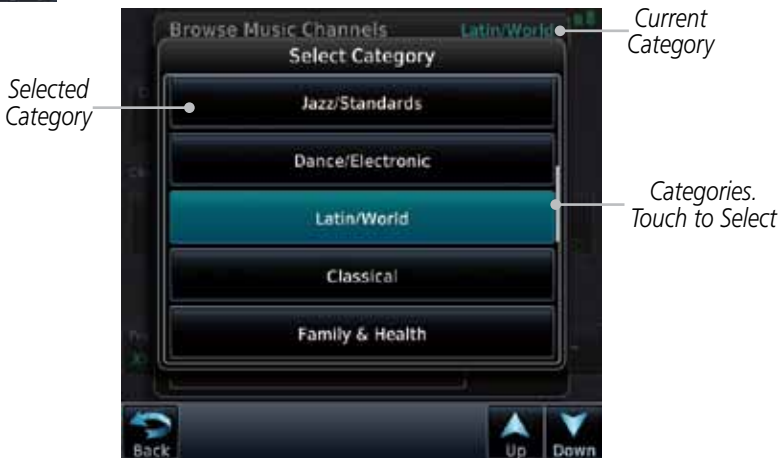 Browse Music Channels Latin/World
Current
Category
Select Category
Selected
Category
Jazz/Standards
Dance/Electronic
Latin/World
Categories.
Touch to Select
Classical
Family & Health
Back Up Down